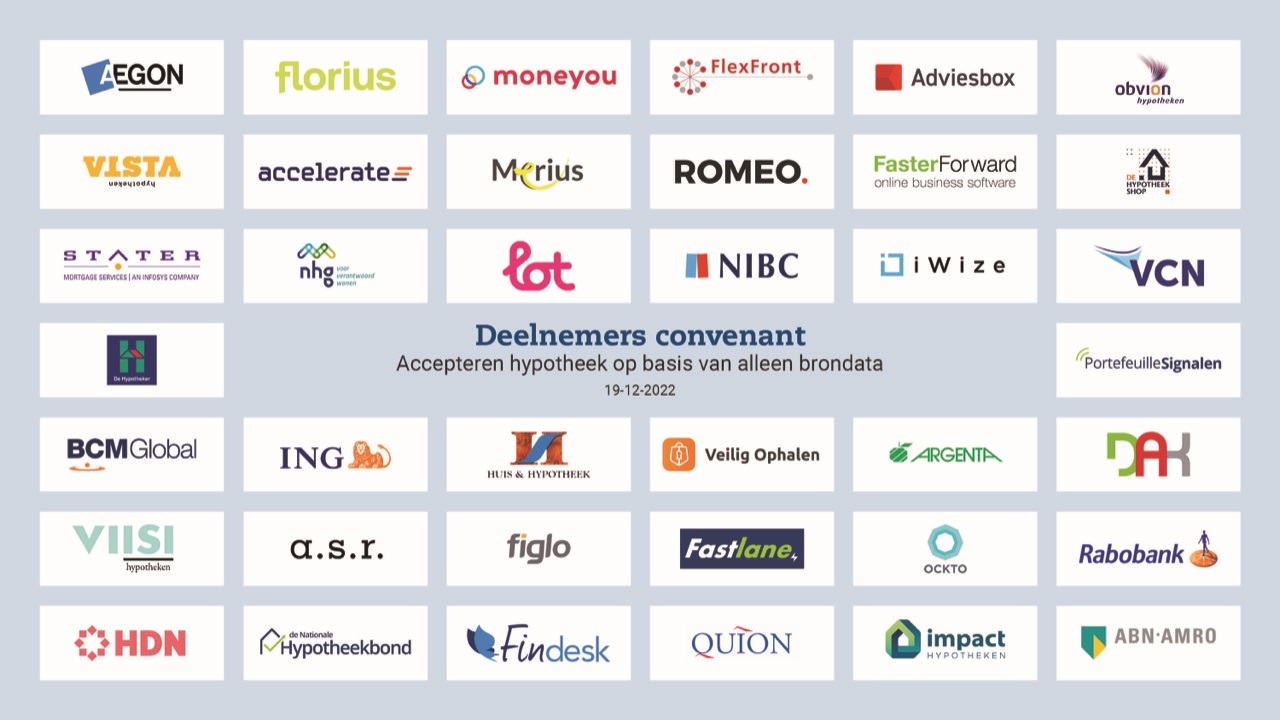 AEGON
florius
moneyou
FlexFront
Adviesbox
obvion
hypotheken
VISTA
hypotheken
accelerate
Merius
ROMEO.
FasterForward
online business software
DE
HYPOTHEEK
SHOP
STATER
MORTGAGE SERVICES | AN INFOSYS COMPANY
nhg
voor
verantwoord
wonen
lot
NIBC
iWize
VCN
De Hypotheker
Deelnemers convenant
Accepteren hypotheek op basis van alleen brondata
19-12-2022
PortefeuilleSignalen
BCMGlobal
ING
HUIS & HYPOTHEEK
Veilig Ophalen
ARGENTA
DAK
VIISI
hypotheken
a.s.r.
figlo
Fastlane
OCKTO
Rabobank
HDN
de Nationale
Hypotheekbond
Findesk
QUION
impact
HYPOTHEKEN
ABN·AMRO